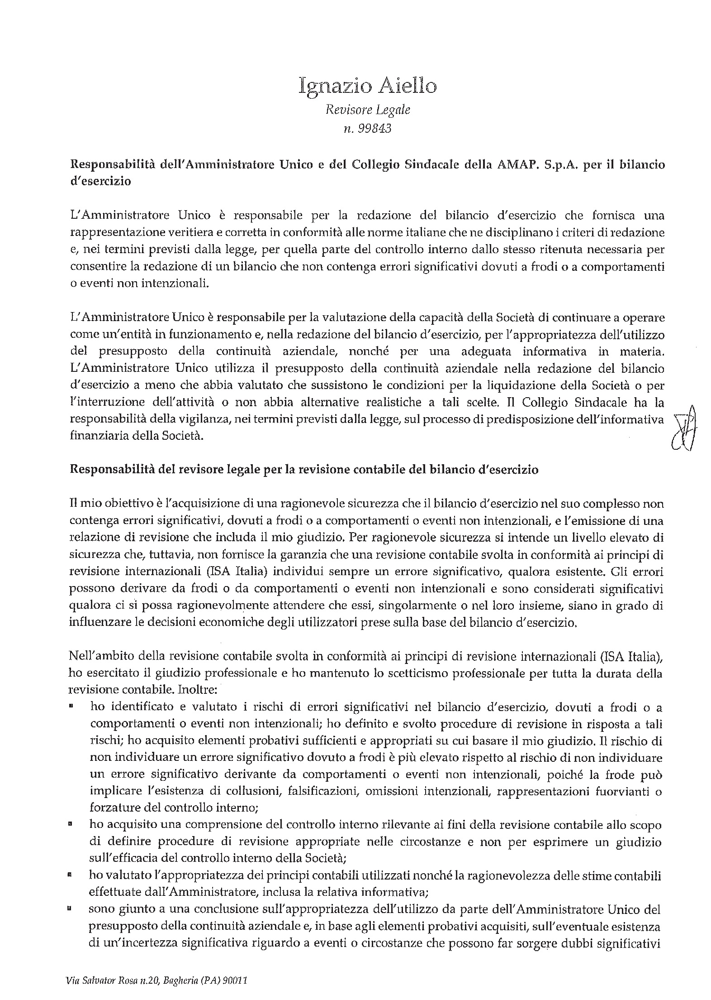 Ignazio Aiello
Revisore Legale
n. 99843
Responsabilità dell'Amministratore Unico e del Collegio Sindacale della AMAP. S.p.A. per il bilancio
d'esercizio
L'Amministratore Unico è responsabile per la redazione del bilancio d'esercizio che fornisca una
rappresentazione veritiera e corretta in conformità alle norme italiane che ne disciplinano i criteri di redazione
e, nei termini previsti dalla legge, per quella parte del controllo interno dallo stesso ritenuta necessaria per
consentire la redazione di un bilancio che non contenga errori significativi dovuti a frodi o a comportamenti
o eventi non intenzionali.
L'Amministratore Unico è responsabile per la valutazione della capacità della Società di continuare a operare
come un'entità in funzionamento e, nella redazione del bilancio d'esercizio, per l'appropriatezza dell'utilizzo
del presupposto della continuità aziendale, nonché per una adeguata informativa in materia.
L'Amministratore Unico utilizza il presupposto della continuità aziendale nella redazione del bilancio
d'esercizio a meno che abbia valutato che sussistono le condizioni per la liquidazione della Società o per
l'interruzione dell'attività o non abbia alternative realistiche a tali scelte. Il Collegio Sindacale ha la
responsabilità della vigilanza, nei termini previsti dalla legge, sul processo di predisposizione dell'informativa
finanziaria della Società.
Responsabilità del revisore legale per la revisione contabile del bilancio d'esercizio
Il mio obiettivo è l'acquisizione di una ragionevole sicurezza che il bilancio d'esercizio nel suo complesso non
contenga errori significativi, dovuti a frodi o a comportamenti o eventi non intenzionali, e l'emissione di una
relazione di revisione che includa il mio giudizio. Per ragionevole sicurezza si intende un livello elevato di
sicurezza che, tuttavia, non fornisce la garanzia che una revisione contabile svolta in conformità ai principi di
revisione internazionali (ISA Italia) individui sempre un errore significativo, qualora esistente. Gli errori
possono derivare da frodi o da comportamenti o eventi non intenzionali e sono considerati significativi
qualora ci si possa ragionevolmente attendere che essi, singolarmente o nel loro insieme, siano in grado di
influenzare le decisioni economiche degli utilizzatori prese sulla base del bilancio d'esercizio.
Nell'ambito della revisione contabile svolta in conformità ai principi di revisione internazionali (ISA Italia),
ho esercitato il giudizio professionale e ho mantenuto lo scetticismo professionale per tutta la durata della
revisione contabile. Inoltre:
▪ ho identificato e valutato i rischi di errori significativi nel bilancio d'esercizio, dovuti a frodi o a
comportamenti o eventi non intenzionali; ho definito e svolto procedure di revisione in risposta a tali
rischi; ho acquisito elementi probativi sufficienti e appropriati su cui basare il mio giudizio. Il rischio di
non individuare un errore significativo dovuto a frodi è più elevato rispetto al rischio di non individuare
un errore significativo derivante da comportamenti o eventi non intenzionali, poiché la frode può
implicare l'esistenza di collusioni, falsificazioni, omissioni intenzionali, rappresentazioni fuorvianti o
forzature del controllo interno;
▪ ho acquisito una comprensione del controllo interno rilevante ai fini della revisione contabile allo scopo
di definire procedure di revisione appropriate nelle circostanze e non per esprimere un giudizio
sull'efficacia del controllo interno della Società;
▪ ho valutato l'appropriatezza dei principi contabili utilizzati nonché la ragionevolezza delle stime contabili
effettuate dall'Amministratore, inclusa la relativa informativa;
▪ sono giunto a una conclusione sull'appropriatezza dell'utilizzo da parte dell'Amministratore Unico del
presupposto della continuità aziendale e, in base agli elementi probativi acquisiti, sull'eventuale esistenza
di un'incertezza significativa riguardo a eventi o circostanze che possono far sorgere dubbi significativi
Via Salvator Rosa n.20, Bagheria (PA) 90011